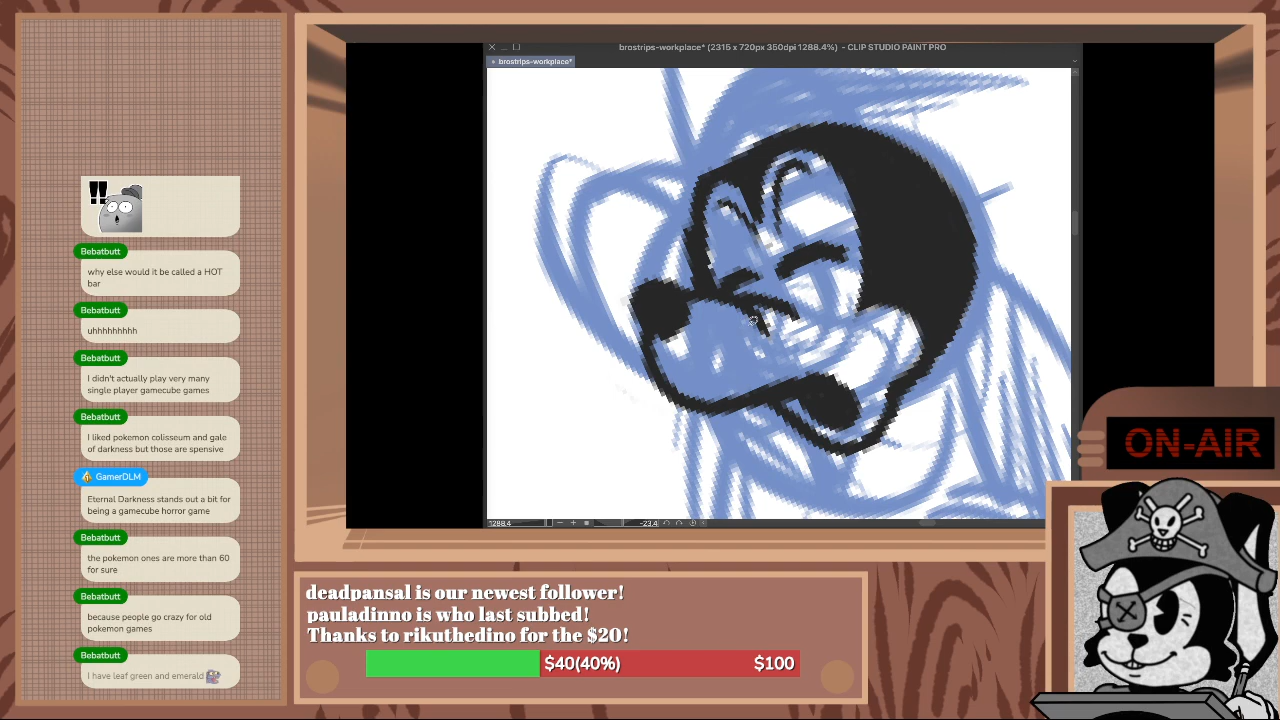 brostrips-workplace* (2315 x 720px 350dpi 1288.4%) - CLIP STUDIO PAINT PRO
brostrips-workplace*
!!
Bebatbutt
why else would it be called a HOT
bar
Bebatbutt
uhhhhhhhhh
Bebatbutt
I didn't actually play very many
single player gamecube games
Bebatbutt
I liked pokemon colisseum and gale
of darkness but those are spensive
GamerDLM
Eternal Darkness stands out a bit for
being a gamecube horror game
Bebatbutt
the pokemon ones are more than 60
for sure
Bebatbutt
because people go crazy for old
pokemon games
Bebatbutt
I have leaf green and emerald
1288.4
-23.4
ON-AIR
deadpansal is our newest follower!
pauladinno is who last subbed!
Thanks to rikuthedino for the $20!
$40(40%)
$100